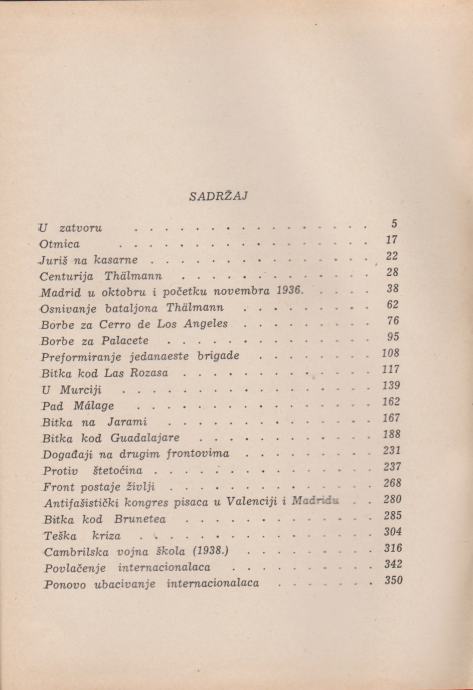 SADRŽAJ
U zatvoru . . . . . . . . . . . . . . . 5
Otmica . . . . . . . . . . . . . . . . 17
Juriš na kasarne . . . . . . . . . . . . . . 22
Centurija Thälmann . . . . . . . . . . . . 28
Madrid u oktobru i početku novembra 1936. . . . . 38
Osnivanje bataljona Thälmann . . . . . . . . . 62
Borbe za Cerro de Los Angeles . . . . . . . . . 76
Borbe za Palacete . . . . . . . . . . . . . 95
Preformiranje jedanaeste brigade . . . . . . . . 108
Bitka kod Las Rozasa . . . . . . . . . . . 117
U Murciji . . . . . . . . . . . . . . . . 139
Pad Málage . . . . . . . . . . . . . . . 162
Bitka na Jarami . . . . . . . . . . . . . 167
Bitka kod Guadalajare . . . . . . . . . . . . 188
Događaji na drugim frontovima . . . . . . . . 231
Protiv štetočina . . . . . . . . . . . . . . 237
Front postaje življi . . . . . . . . . . . . . 268
Antifašistički kongres pisaca u Valenciji i Madridu . . 280
Bitka kod Brunetea . . . . . . . . . . . . . 285
Teška kriza . . . . . . . . . . . . . . . 304
Cambrilska vojna škola (1938.) . . . . . . . . . 316
Povlačenje internacionalaca . . . . . . . . . . 342
Ponovo ubacivanje internacionalaca . . . . . . . 350